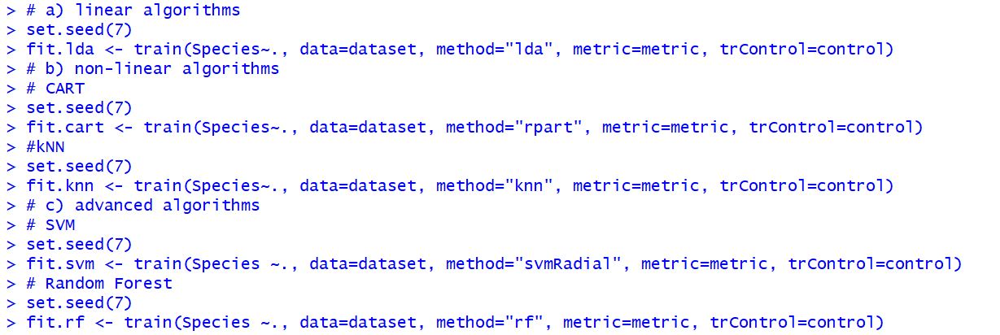 > # a) linear algorithms
> set.seed(7)
> fit.lda <- train(Species~., data=dataset, method="lda", metric=metric, trControl=control)
> # b) non-linear algorithms
> # CART
> set.seed(7)
> fit.cart <- train(Species~., data=dataset, method="rpart", metric=metric, trControl=control)
> #kNN
> set.seed(7)
> fit.knn <- train(Species~., data=dataset, method="knn", metric=metric, trControl=control)
> # c) advanced algorithms
> # SVM
> set.seed(7)
> fit.svm <- train(Species ~., data=dataset, method="svmRadial", metric=metric, trControl=control)
> # Random Forest
> set.seed(7)
> fit.rf <- train(Species ~., data=dataset, method="rf", metric=metric, trControl=control)